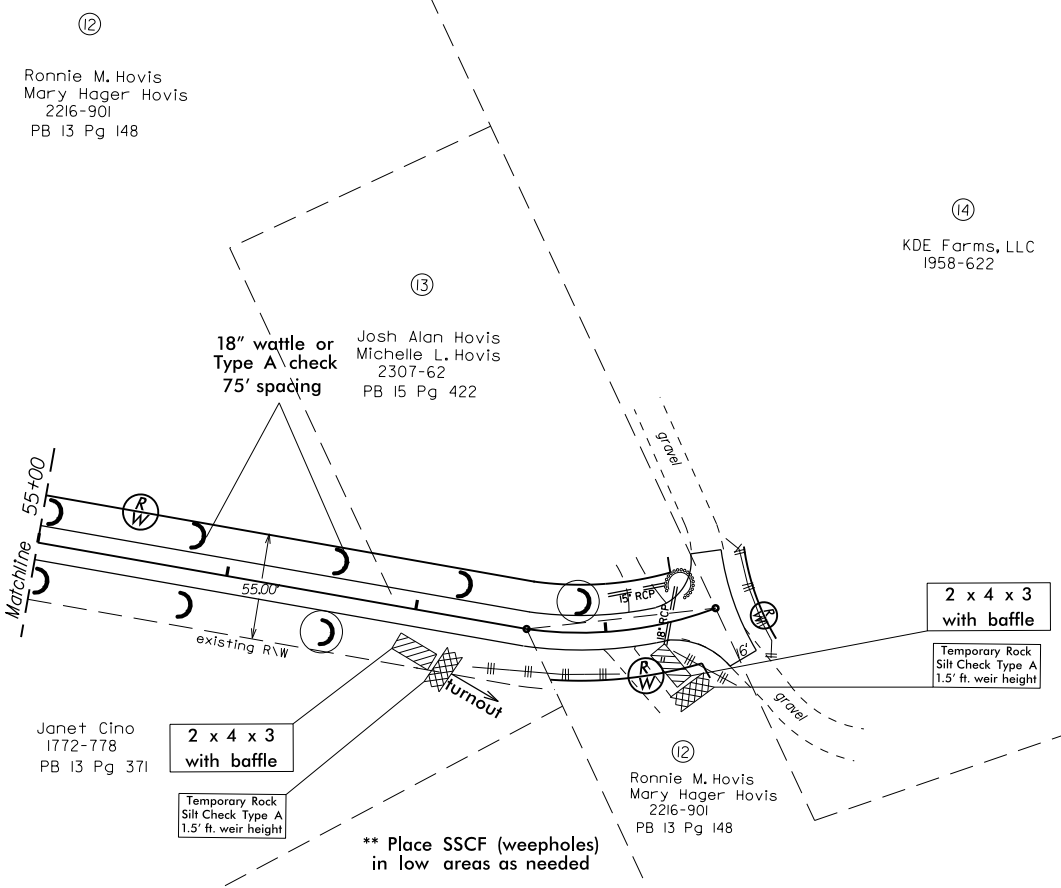 12
Ronnie M. Hovis
Mary Hager Hovis
2216-901
PB 13 Pg 148
14
KDE Farms, LLC
1958-622
13
Josh Alan Hovis
Michelle L. Hovis
2307-62
PB 15 Pg 422
18" wattle or
Type A check
75' spacing
gravel
Matchline 55+00
R
W
55.00'
15" RCP
18" RCP
R
W
16'
existing R\W
R
W
turnout
gravel
2 x 4 x 3
with baffle
Temporary Rock
Silt Check Type A
1.5' ft. weir height
Janet Cino
1772-778
PB 13 Pg 371
2 x 4 x 3
with baffle
Temporary Rock
Silt Check Type A
1.5' ft. weir height
12
Ronnie M. Hovis
Mary Hager Hovis
2216-901
PB 13 Pg 148
** Place SSCF (weepholes)
in low areas as needed